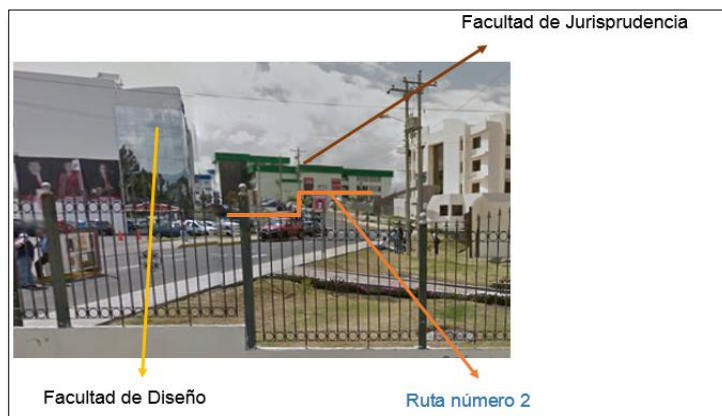 Facultad de Jurisprudencia
Facultad de Diseño
Ruta número 2